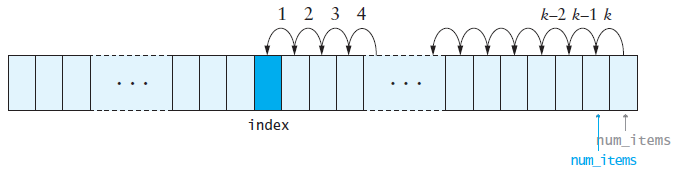 1 2 3 4 k–2 k–1 k
. . . . . .
index
num_items
num_items